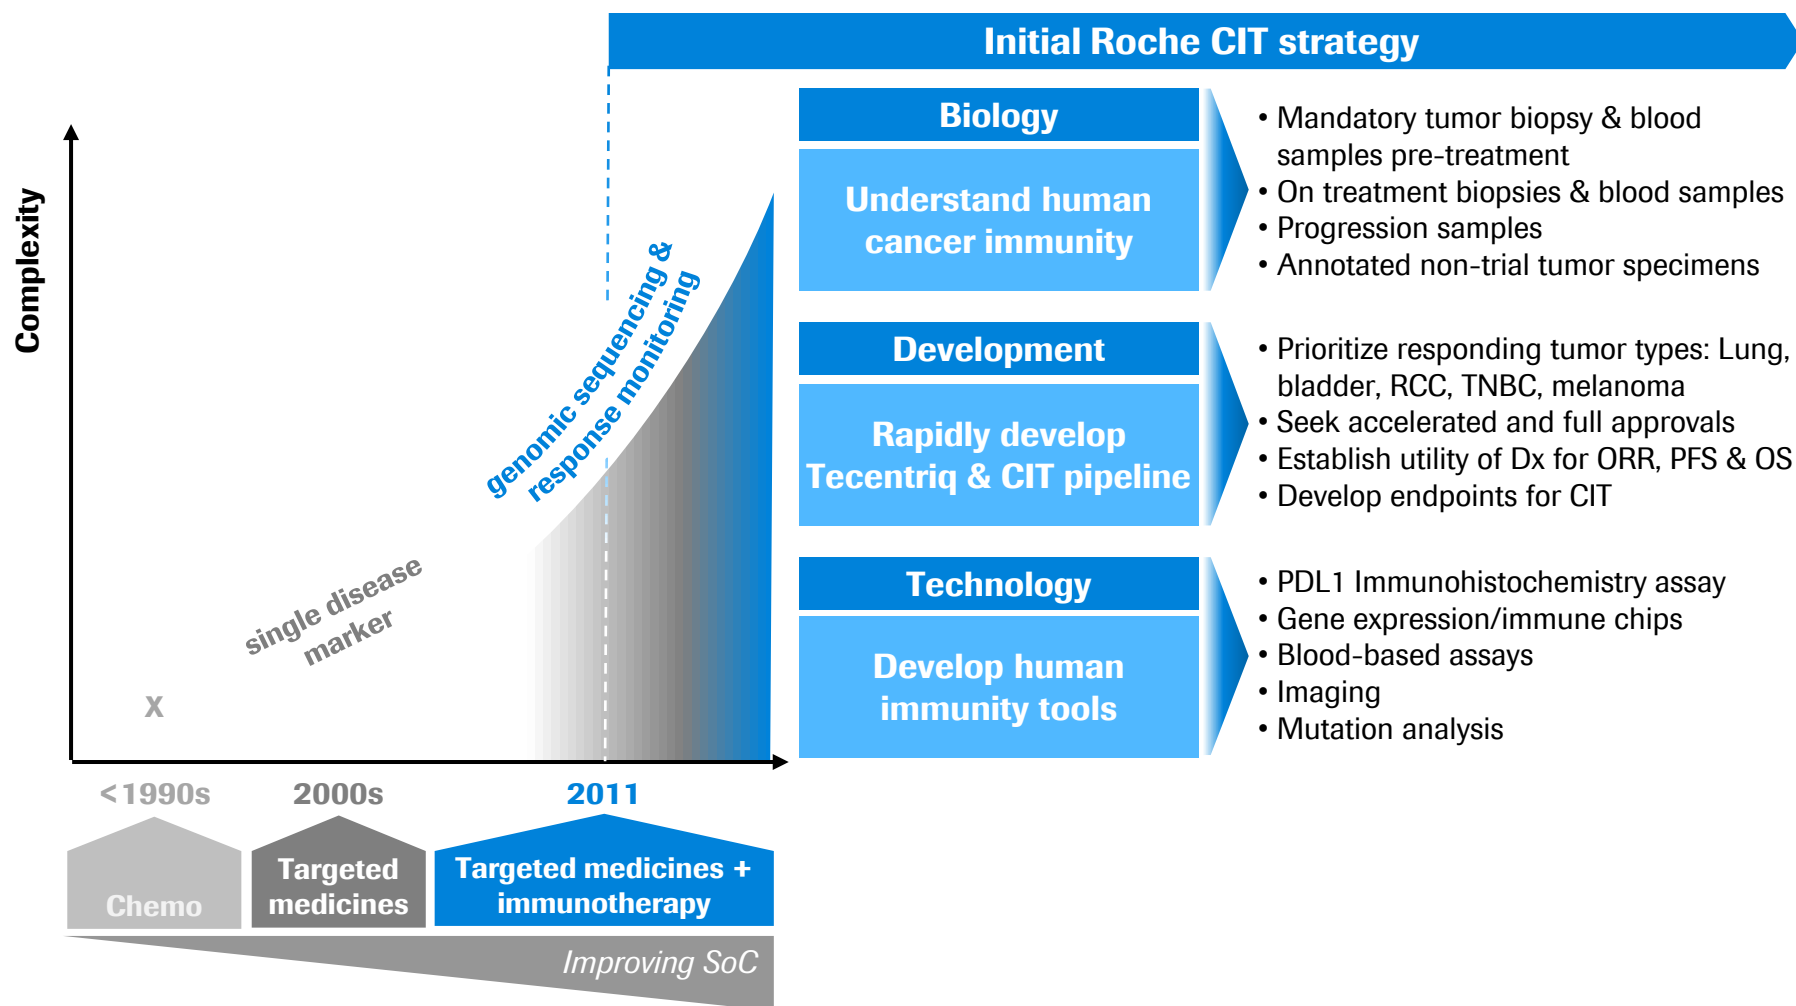 Initial Roche CIT strategy
Complexity
X
single disease
marker
genomic sequencing &
response monitoring
<1990s
2000s
2011
Chemo
Targeted
medicines
Targeted medicines +
immunotherapy
Improving SoC
Biology
Understand human
cancer immunity
• Mandatory tumor biopsy & blood
samples pre-treatment
• On treatment biopsies & blood samples
• Progression samples
• Annotated non-trial tumor specimens
Development
Rapidly develop
Tecentriq & CIT pipeline
• Prioritize responding tumor types: Lung,
bladder, RCC, TNBC, melanoma
• Seek accelerated and full approvals
• Establish utility of Dx for ORR, PFS & OS
• Develop endpoints for CIT
Technology
Develop human
immunity tools
• PDL1 Immunohistochemistry assay
• Gene expression/immune chips
• Blood-based assays
• Imaging
• Mutation analysis